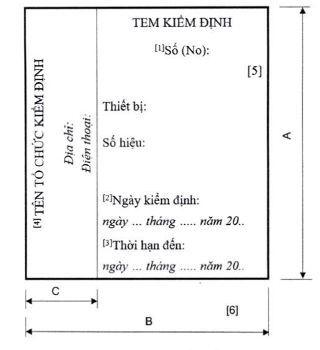 TEM KIỂM ĐỊNH
[1]Số (No):
[5]
Thiết bị:
Số hiệu:
[2]Ngày kiểm định:
ngày ... tháng ..... năm 20..
[3]Thời hạn đến:
ngày ... tháng ..... năm 20..
[4]TÊN TỔ CHỨC KIỂM ĐỊNH
Địa chỉ:
Điện thoại:
A
C
B
[6]